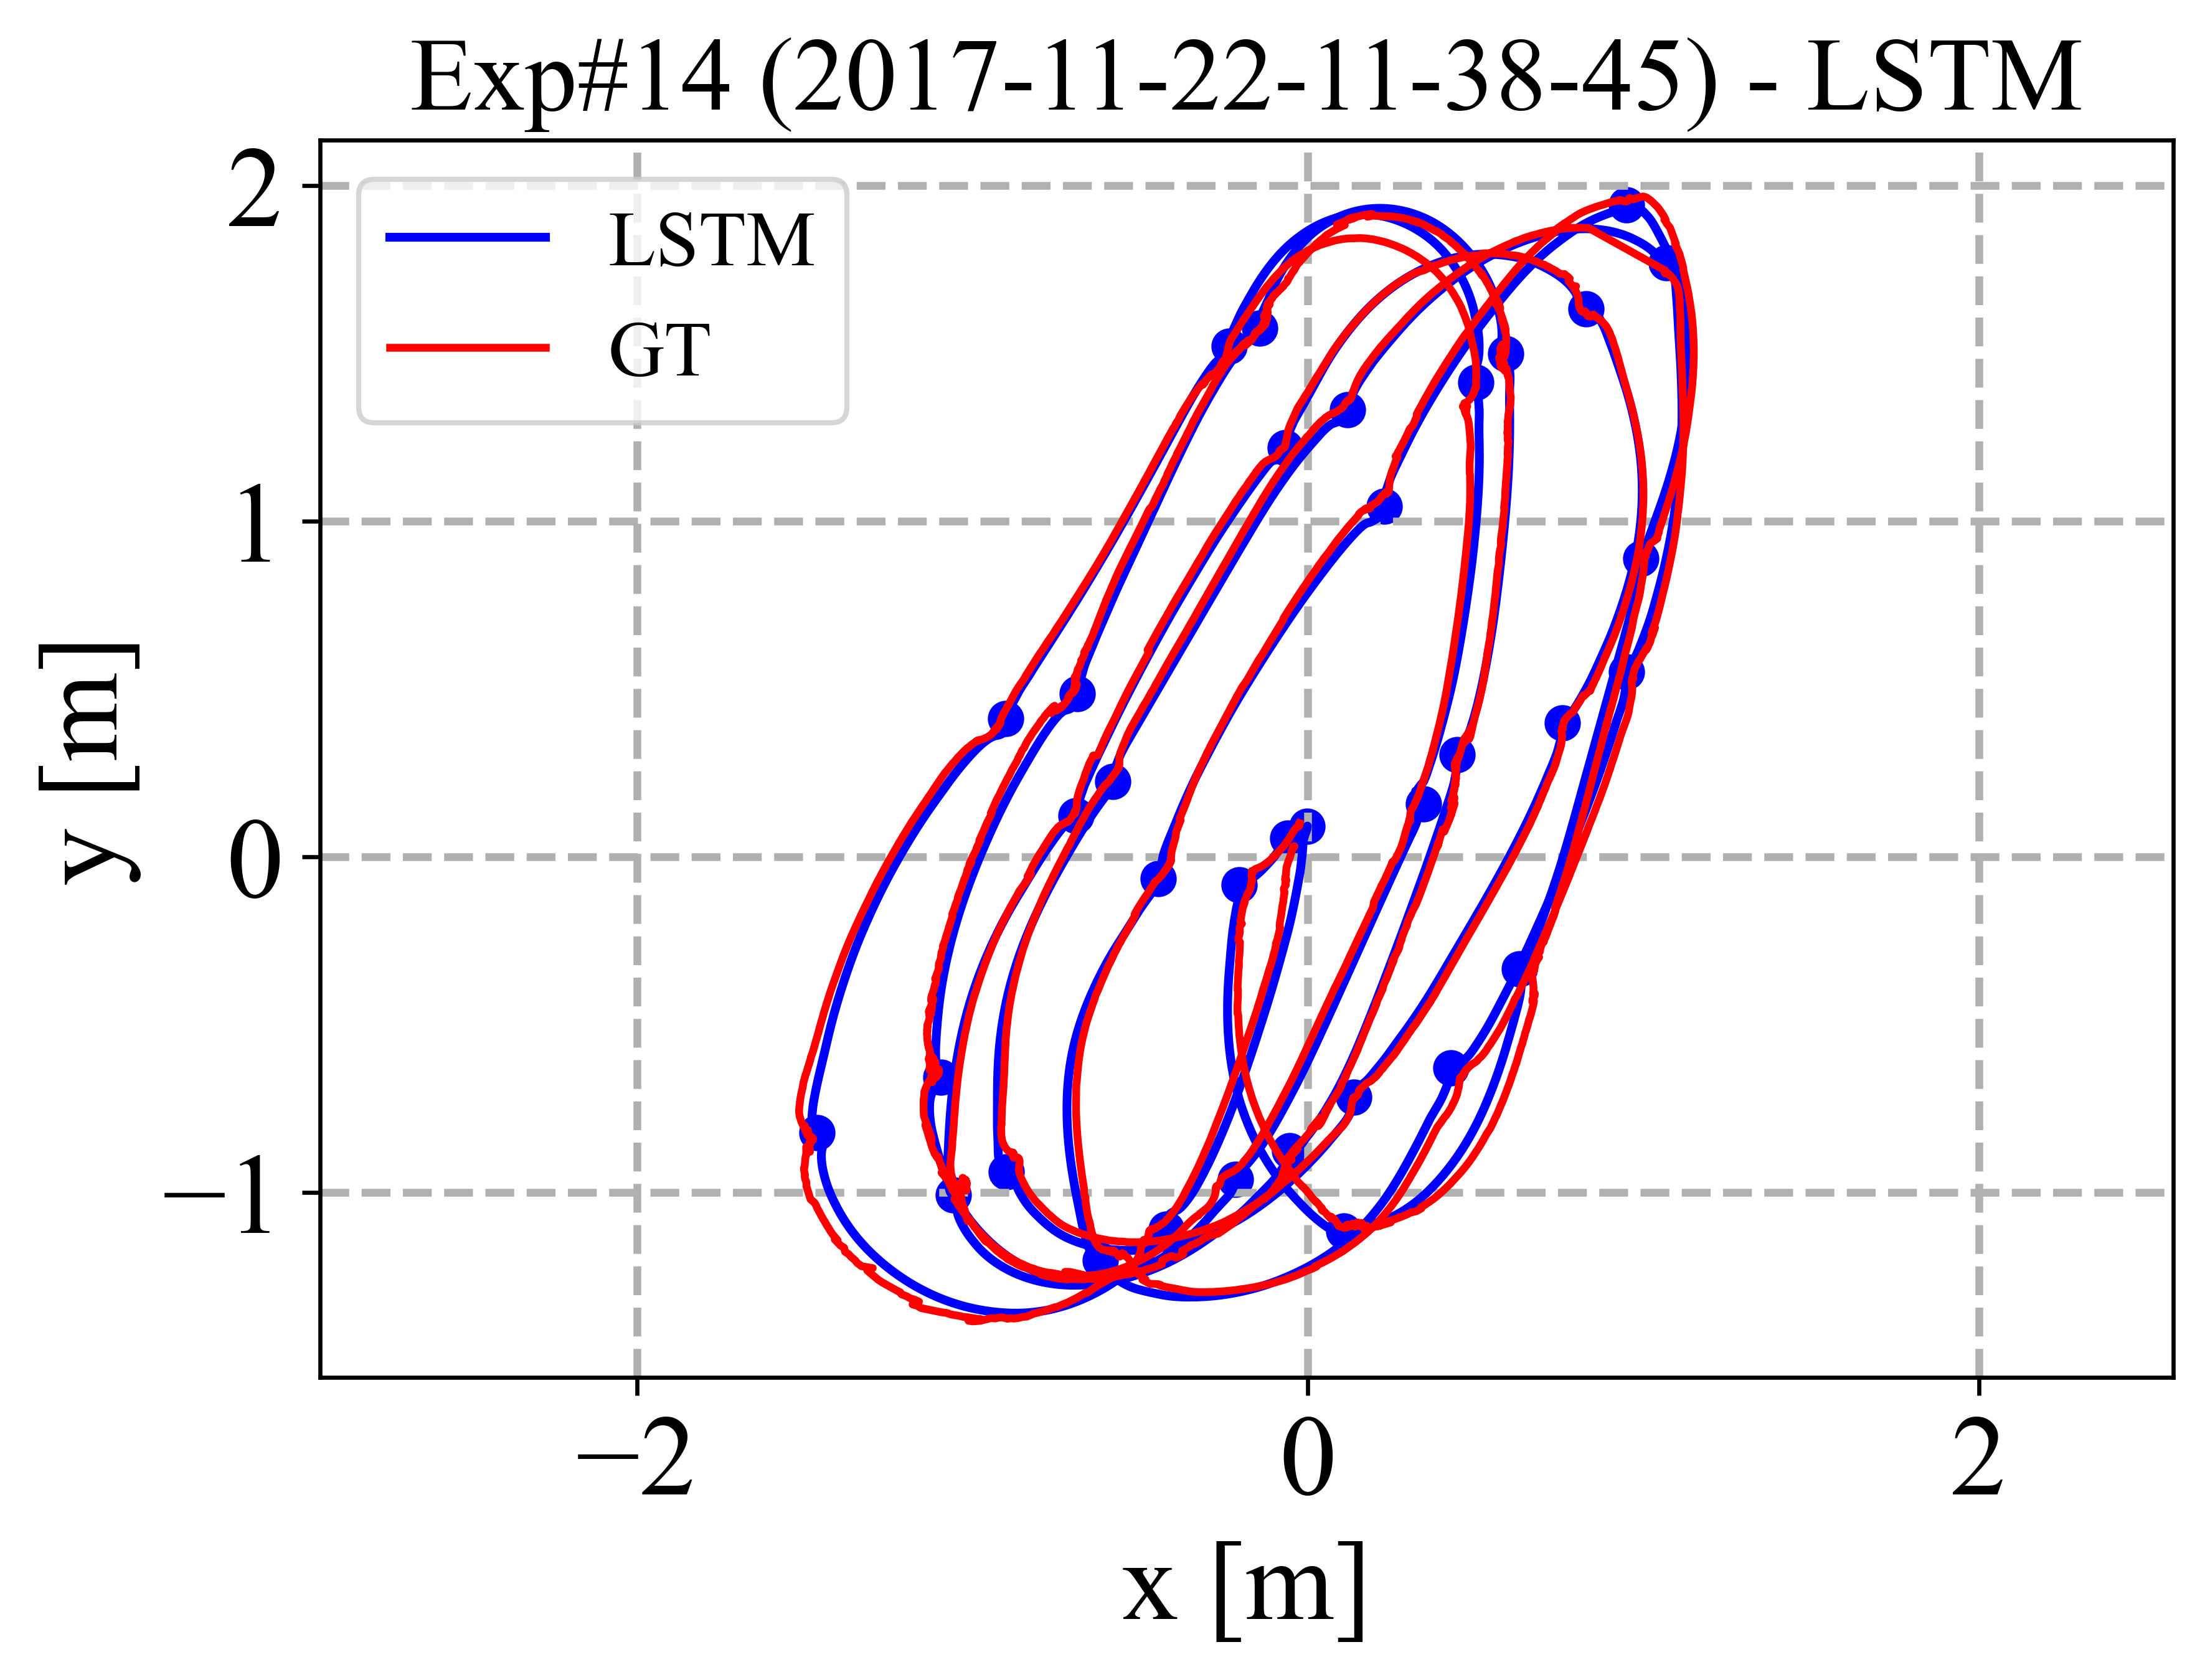 Exp#14 (2017-11-22-11-38-45) - LSTM
LSTM
GT
2
1
0
−1
y [m]
−2 0 2
x [m]